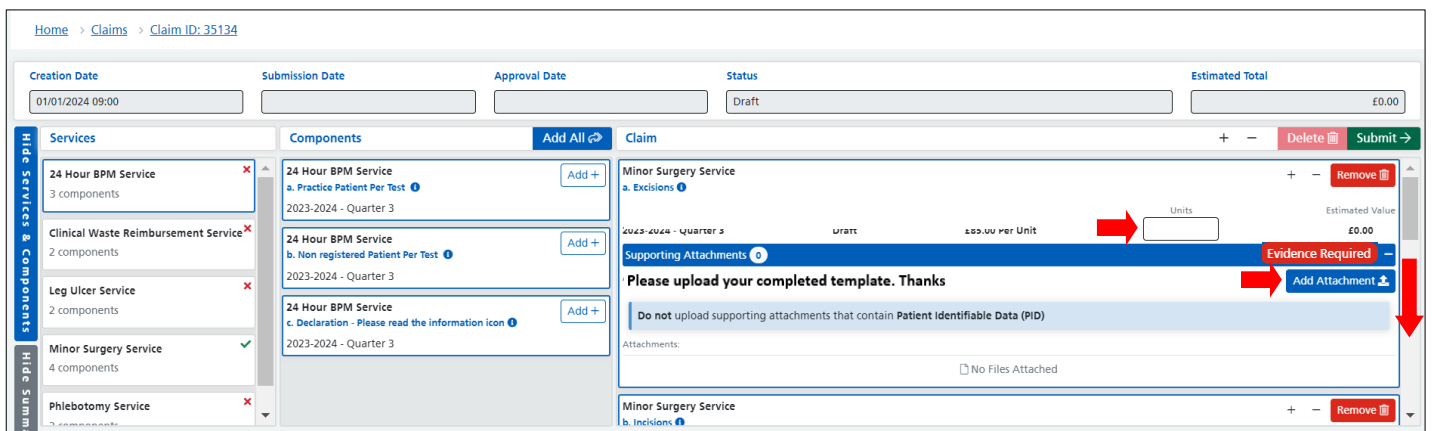 Home > Claims > Claim ID: 35134
Creation Date Submission Date Approval Date Status Estimated Total
01/01/2024 09:00 Draft £0.00
Hide Services & Components
Services
24 Hour BPM Service
3 components
Clinical Waste Reimbursement Service
2 components
Leg Ulcer Service
2 components
Minor Surgery Service
4 components
Phlebotomy Service
components
Components Add All
24 Hour BPM Service Add +
a. Practice Patient Per Test
2023-2024 - Quarter 3
24 Hour BPM Service Add +
b. Non registered Patient Per Test
2023-2024 - Quarter 3
24 Hour BPM Service Add +
c. Declaration - Please read the information icon
2023-2024 - Quarter 3
Claim + − Delete Submit →
Minor Surgery Service + − Remove
a. Excisions
Units Estimated Value
2023-2024 - Quarter 3 Draft £85.00 Per Unit £0.00
Supporting Attachments 0 Evidence Required −
Please upload your completed template. Thanks Add Attachment
Do not upload supporting attachments that contain Patient Identifiable Data (PID)
Attachments:
No Files Attached
Minor Surgery Service + − Remove
b. Incisions
Hide Summ